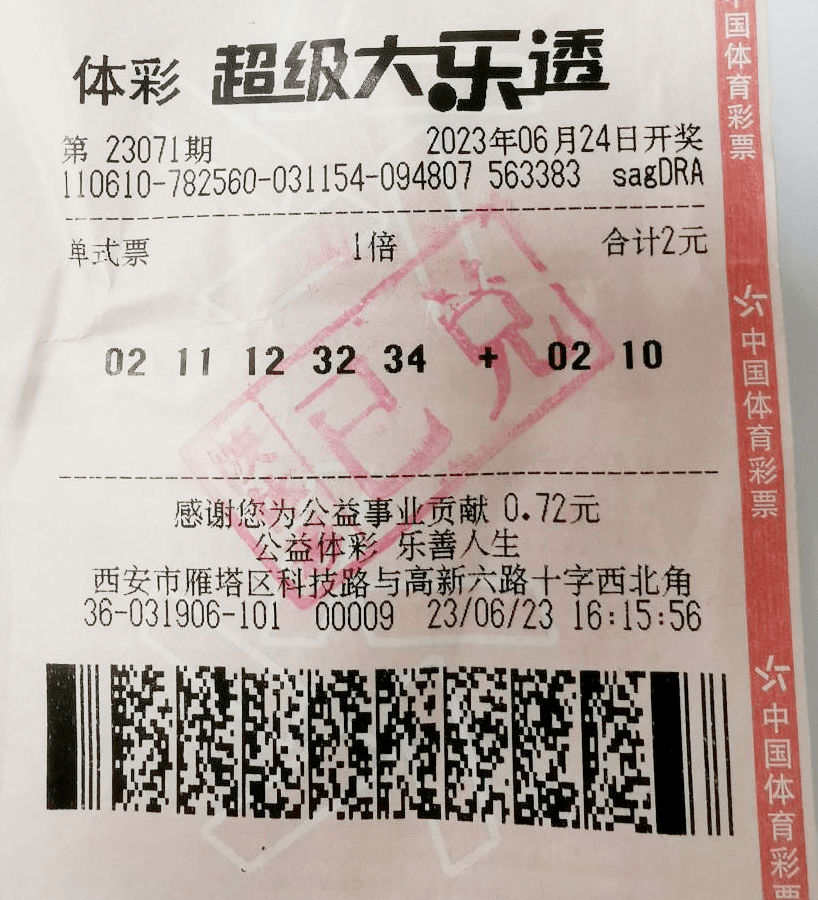 体彩 超级大乐透
第 23071期 2023年06月24日开奖
110610-782560-031154-094807 563383 sagDRA
单式票 1倍 合计2元
02 11 12 32 34 + 02 10
已兑
感谢您为公益事业贡献 0.72元
公益体彩 乐善人生
西安市雁塔区科技路与高新六路十字西北角
36-031906-101 00009 23/06/23 16:15:56
中国体育彩票
中国体育彩票
中国体育彩票